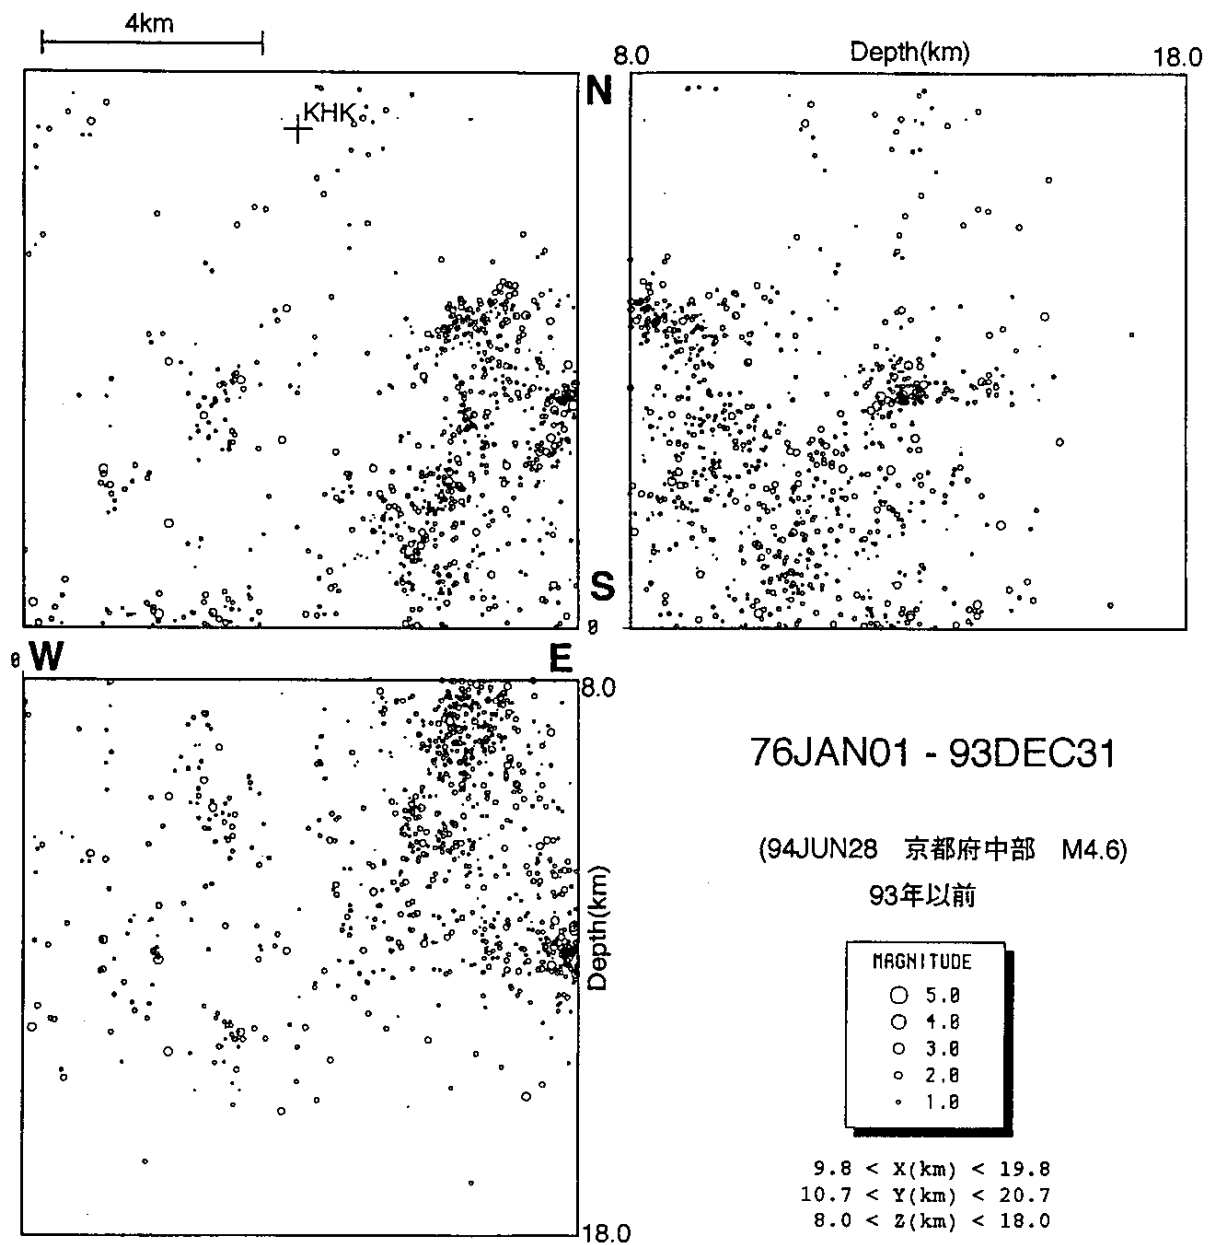 4km
8.0 Depth(km) 18.0
N
KHK
S
0
0 W E
8.0
Depth(km)
18.0
76JAN01 - 93DEC31
(94JUN28 京都府中部 M4.6)
93年以前
MAGNITUDE
5.0
4.0
3.0
2.0
1.0
9.8 < X(km) < 19.8
10.7 < Y(km) < 20.7
8.0 < Z(km) < 18.0